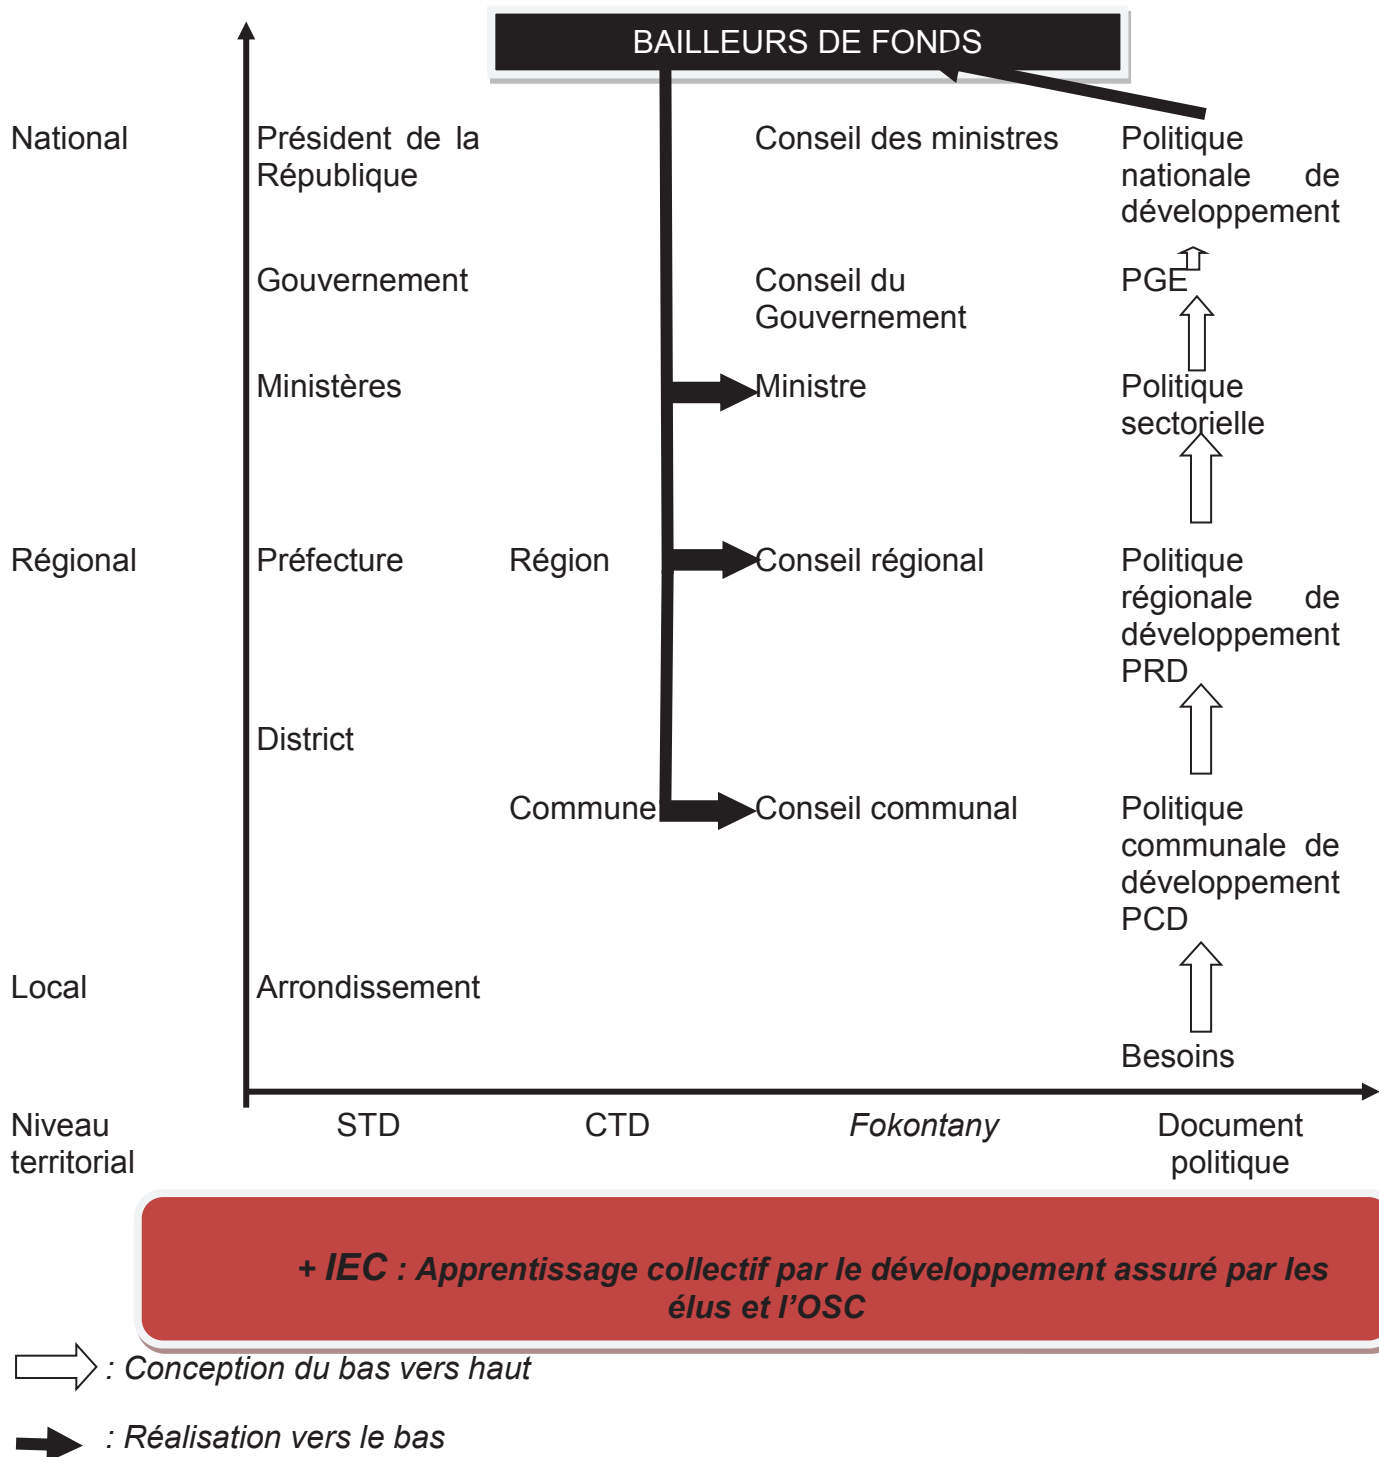 BAILLEURS DE FONDS
National
Président de la
République
Conseil des ministres
Politique
nationale de
développement
Gouvernement
Conseil du
Gouvernement
PGE
Ministères
Ministre
Politique
sectorielle
Régional
Préfecture
Région
Conseil régional
Politique
régionale de
développement
PRD
District
Commune
Conseil communal
Politique
communale de
développement
PCD
Local
Arrondissement
Besoins
Niveau
territorial
STD
CTD
Fokontany
Document
politique
+ IEC : Apprentissage collectif par le développement assuré par les
élus et l'OSC
: Conception du bas vers haut
: Réalisation vers le bas